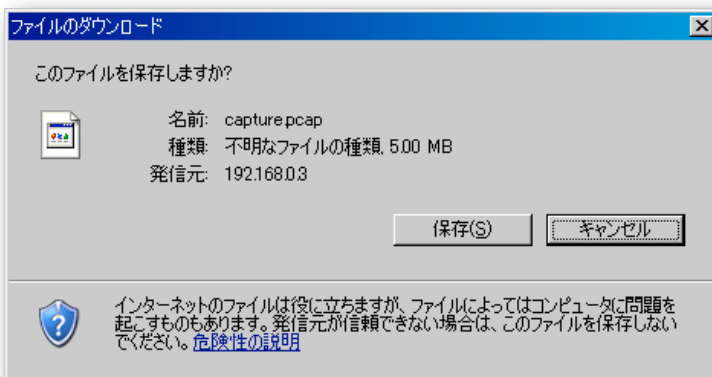 ファイルのダウンロード
このファイルを保存しますか?
名前: capture.pcap
種類: 不明なファイルの種類, 5.00 MB
発信元: 192.168.0.3
保存(S) キャンセル
インターネットのファイルは役に立ちますが、ファイルによってはコンピュータに問題を
起こすものもあります。発信元が信頼できない場合は、このファイルを保存しない
でください。危険性の説明